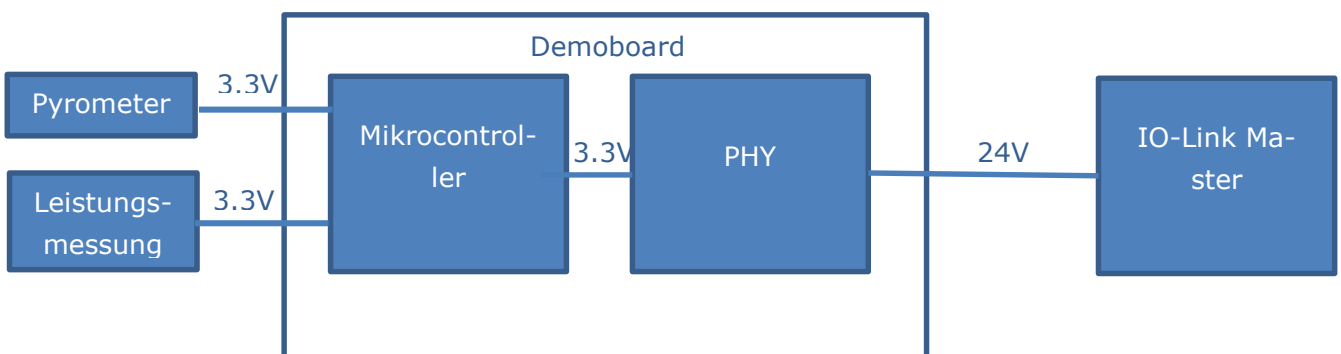 Demoboard
Pyrometer
3.3V
Mikrocontrol-
ler
3.3V
PHY
24V
IO-Link Ma-
ster
Leistungs-
messung
3.3V